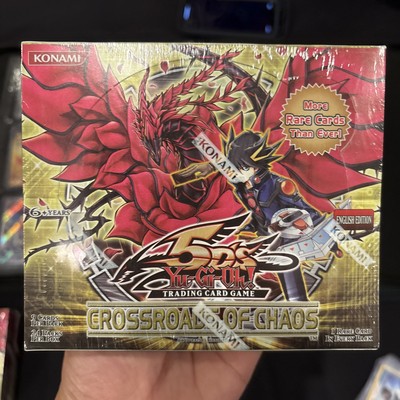 KONAMI
More
Rare Cards
Than Ever!
KONAMI
KONAMI
6+ YEARS
ENGLISH EDITION
5D's
Yu-Gi-Oh!
TRADING CARD GAME
CROSSROADS OF CHAOS
TM
9 Cards
Per Pack
24 Packs
Per Box
KONAMI
1 Rare Card
In Every Pack